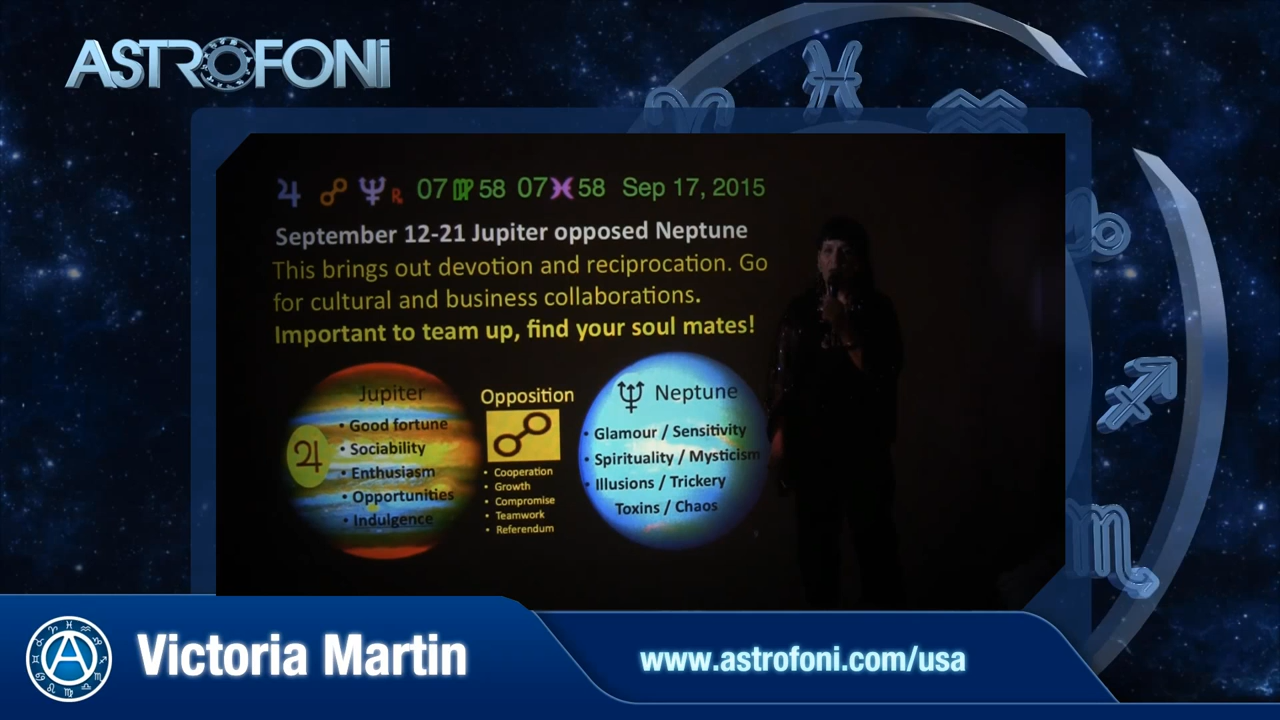 ASTROFONi
♃ ☍ ♆ R 07 ♍ 58 07 ♓ 58 Sep 17, 2015
September 12-21 Jupiter opposed Neptune
This brings out devotion and reciprocation. Go
for cultural and business collaborations.
Important to team up, find your soul mates!
Jupiter
♃
• Good fortune
• Sociability
• Enthusiasm
• Opportunities
• Indulgence
Opposition
☍
• Cooperation
• Growth
• Compromise
• Teamwork
• Referendum
♆ Neptune
• Glamour / Sensitivity
• Spirituality / Mysticism
• Illusions / Trickery
Toxins / Chaos
Victoria Martin
www.astrofoni.com/usa